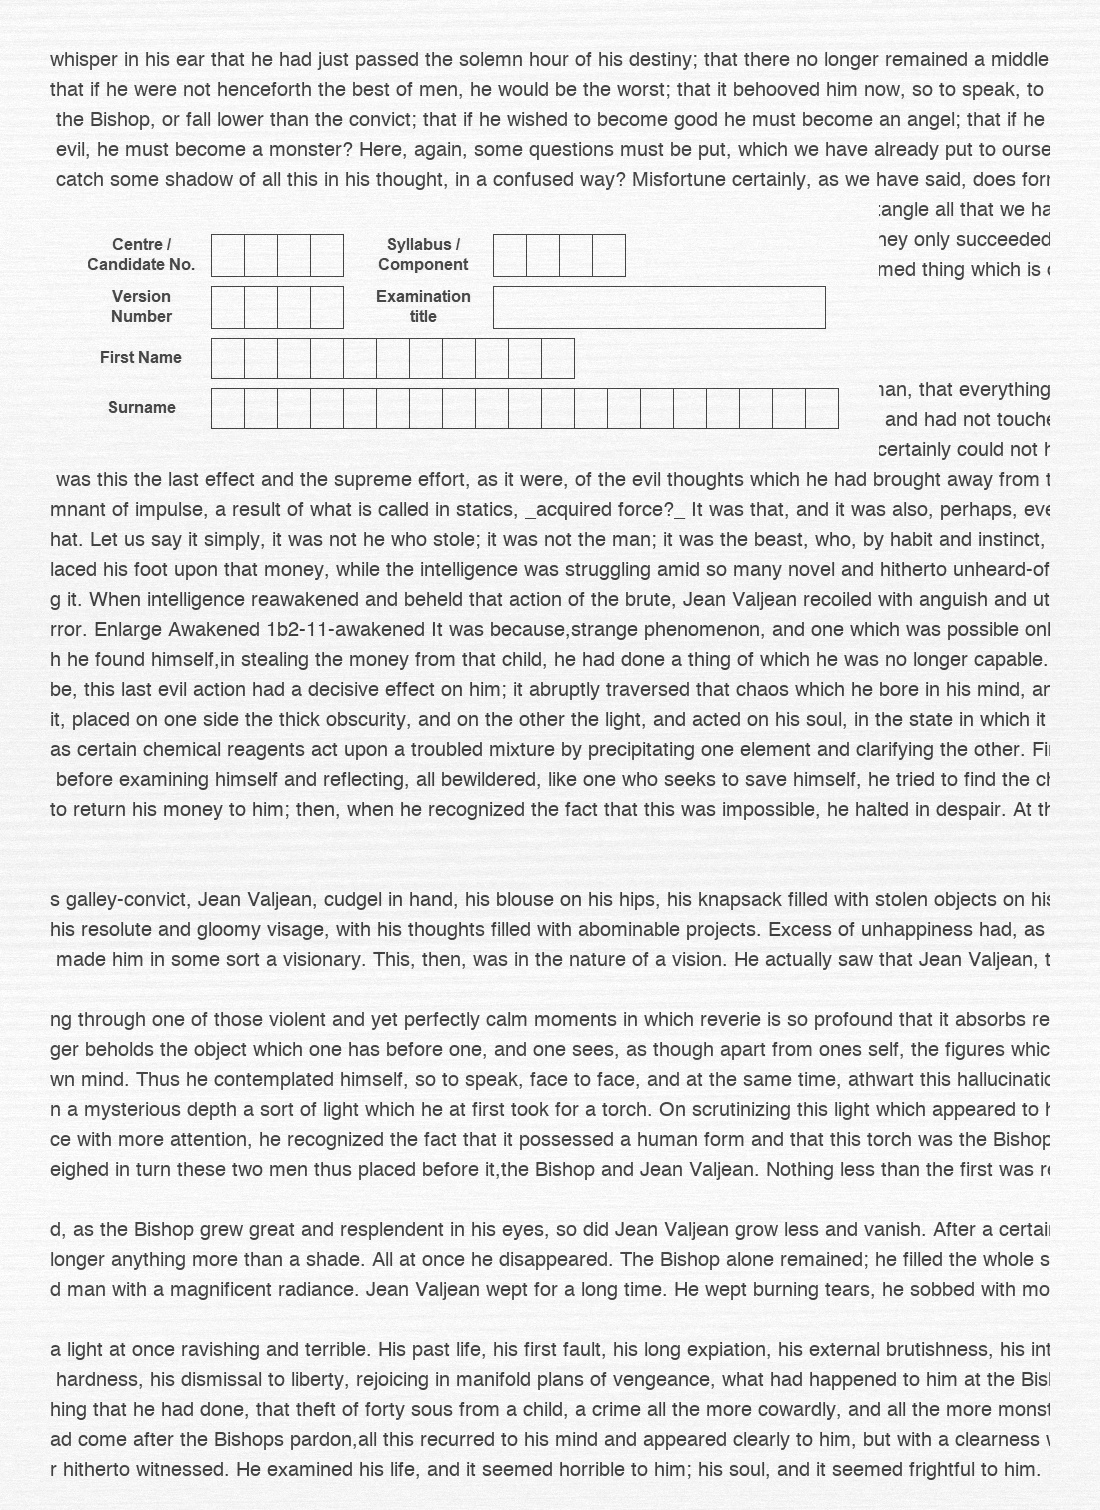 whisper in his ear that he had just passed the solemn hour of his destiny; that there no longer remained a middle
that if he were not henceforth the best of men, he would be the worst; that it behooved him now, so to speak, to
the Bishop, or fall lower than the convict; that if he wished to become good he must become an angel; that if he
evil, he must become a monster? Here, again, some questions must be put, which we have already put to ourse
catch some shadow of all this in his thought, in a confused way? Misfortune certainly, as we have said, does
angle all that we ha
hey only succeeded
med thing which is
Centre /
Candidate No.
Syllabus /
Component
Version
Number
Examination
title
First Name
Surname
an, that everything
and had not touche
certainly could not
was this the last effect and the supreme effort, as it were, of the evil thoughts which he had brought away from
mnant of impulse, a result of what is called in statics, _acquired force?_ It was that, and it was also, perhaps, eve
hat. Let us say it simply, it was not he who stole; it was not the man; it was the beast, who, by habit and instinct,
laced his foot upon that money, while the intelligence was struggling amid so many novel and hitherto unheard-of
g it. When intelligence reawakened and beheld that action of the brute, Jean Valjean recoiled with anguish and ut
rror. Enlarge Awakened 1b2-11-awakened It was because,strange phenomenon, and one which was possible onl
h he found himself,in stealing the money from that child, he had done a thing of which he was no longer capable.
be, this last evil action had a decisive effect on him; it abruptly traversed that chaos which he bore in his mind,
it, placed on one side the thick obscurity, and on the other the light, and acted on his soul, in the state in which it
as certain chemical reagents act upon a troubled mixture by precipitating one element and clarifying the other.
before examining himself and reflecting, all bewildered, like one who seeks to save himself, he tried to find the
to return his money to him; then, when he recognized the fact that this was impossible, he halted in despair. At
s galley-convict, Jean Valjean, cudgel in hand, his blouse on his hips, his knapsack filled with stolen objects on his
his resolute and gloomy visage, with his thoughts filled with abominable projects. Excess of unhappiness had, as
made him in some sort a visionary. This, then, was in the nature of a vision. He actually saw that Jean Valjean,
ng through one of those violent and yet perfectly calm moments in which reverie is so profound that it absorbs re
ger beholds the object which one has before one, and one sees, as though apart from ones self, the figures whic
wn mind. Thus he contemplated himself, so to speak, face to face, and at the same time, athwart this hallucinatio
n a mysterious depth a sort of light which he at first took for a torch. On scrutinizing this light which appeared to
ce with more attention, he recognized the fact that it possessed a human form and that this torch was the Bishop
eighed in turn these two men thus placed before it,the Bishop and Jean Valjean. Nothing less than the first was
d, as the Bishop grew great and resplendent in his eyes, so did Jean Valjean grow less and vanish. After a certai
longer anything more than a shade. All at once he disappeared. The Bishop alone remained; he filled the whole s
d man with a magnificent radiance. Jean Valjean wept for a long time. He wept burning tears, he sobbed with mo
a light at once ravishing and terrible. His past life, his first fault, his long expiation, his external brutishness, his int
hardness, his dismissal to liberty, rejoicing in manifold plans of vengeance, what had happened to him at the Bis
hing that he had done, that theft of forty sous from a child, a crime all the more cowardly, and all the more monst
ad come after the Bishops pardon,all this recurred to his mind and appeared clearly to him, but with a clearness
r hitherto witnessed. He examined his life, and it seemed horrible to him; his soul, and it seemed frightful to him.